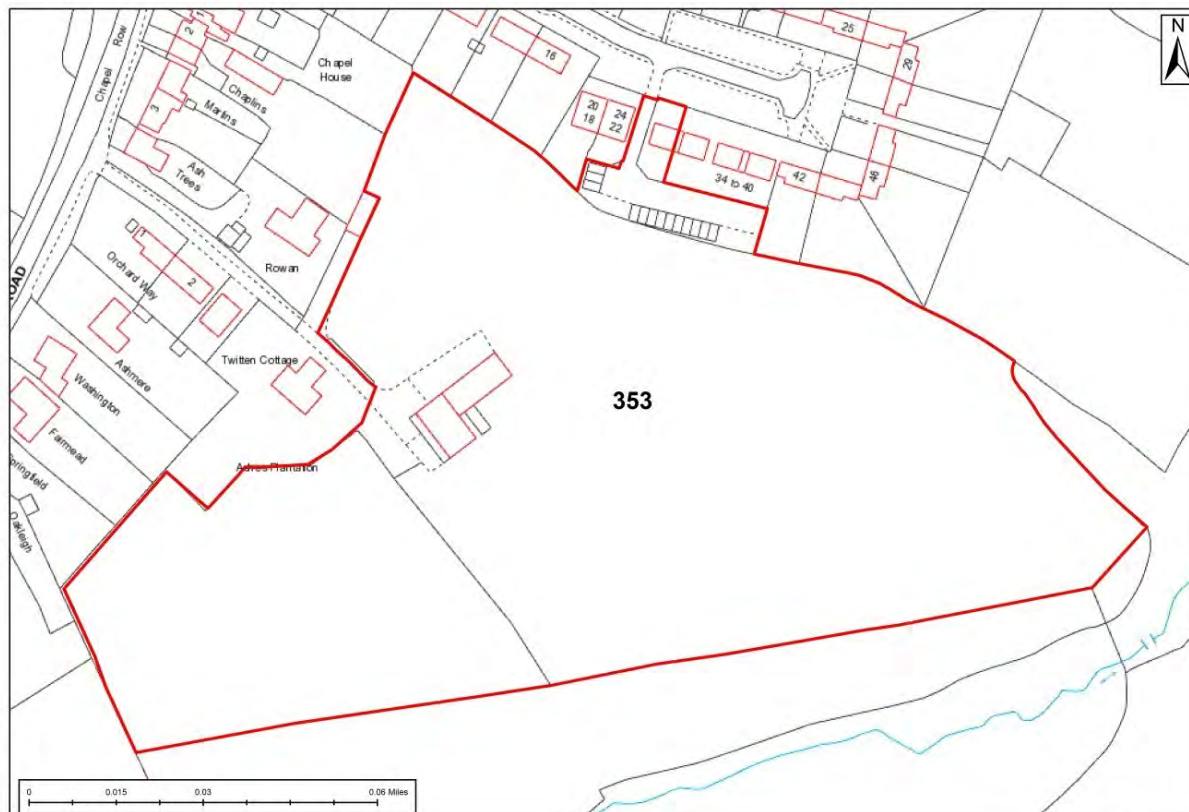 N
25
29
16
Chapel
House
Chapel Row
1
2
3
Chaplins
Martins
20
18
24
22
34 to 40
42
46
Ash
Trees
Rowan
1
Orchard Way
2
ROAD
Twitten Cottage
Ashmere
Washington
Fairmead
Springfield
Oakleigh
353
0 0.015 0.03 0.06 Miles